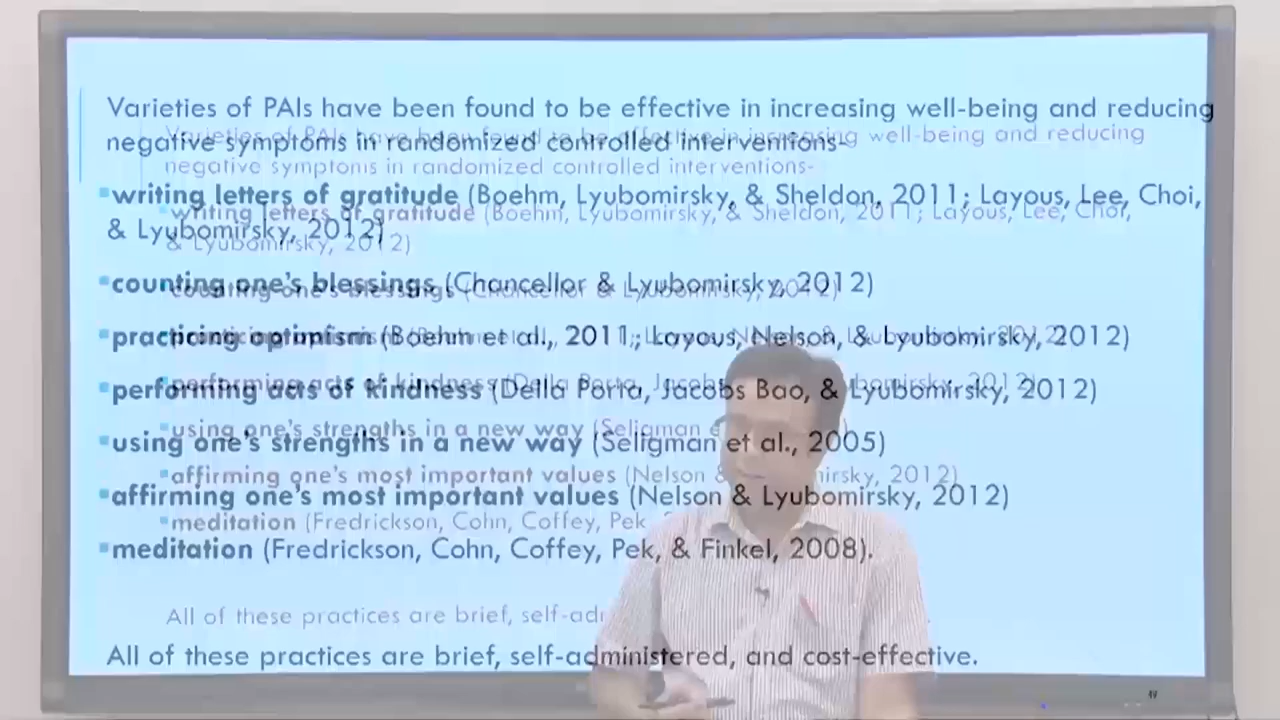 Varieties of PAIs have been found to be effective in increasing well-being and reducing
negative symptoms in randomized controlled interventions-
writing letters of gratitude (Boehm, Lyubomirsky, & Sheldon, 2011; Layous, Lee, Choi,
& Lyubomirsky, 2012)
counting one's blessings (Chancellor & Lyubomirsky, 2012)
practicing optimism (Boehm et al., 2011; Layous, Nelson, & Lyubomirsky, 2012)
performing acts of kindness (Della Porta, Jacobs Bao, & Lyubomirsky, 2012)
using one's strengths in a new way (Seligman et al., 2005)
affirming one's most important values (Nelson & Lyubomirsky, 2012)
meditation (Fredrickson, Cohn, Coffey, Pek, & Finkel, 2008).
All of these practices are brief, self-administered, and cost-effective.